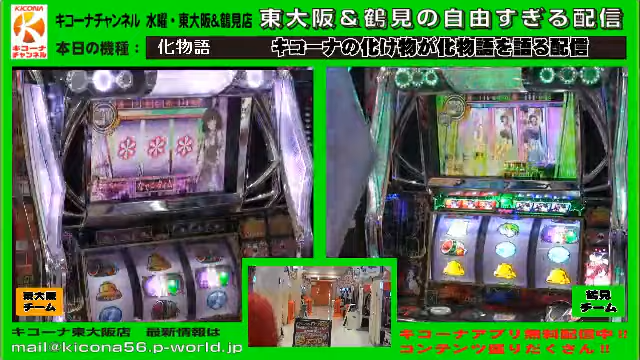 KICONA
キコーナ
チャンネル
キコーナチャンネル 水曜・東大阪&鶴見店 東大阪&鶴見の自由すぎる配信
本日の機種： 化物語 キコーナの化け物が化物語を語る配信
東大阪
チーム
鶴見
チーム
キコーナ東大阪店 最新情報は
mail@kicona56.p-world.jp
キコーナアプリ無料配信中!?
コンテンツ盛りだくさん!!